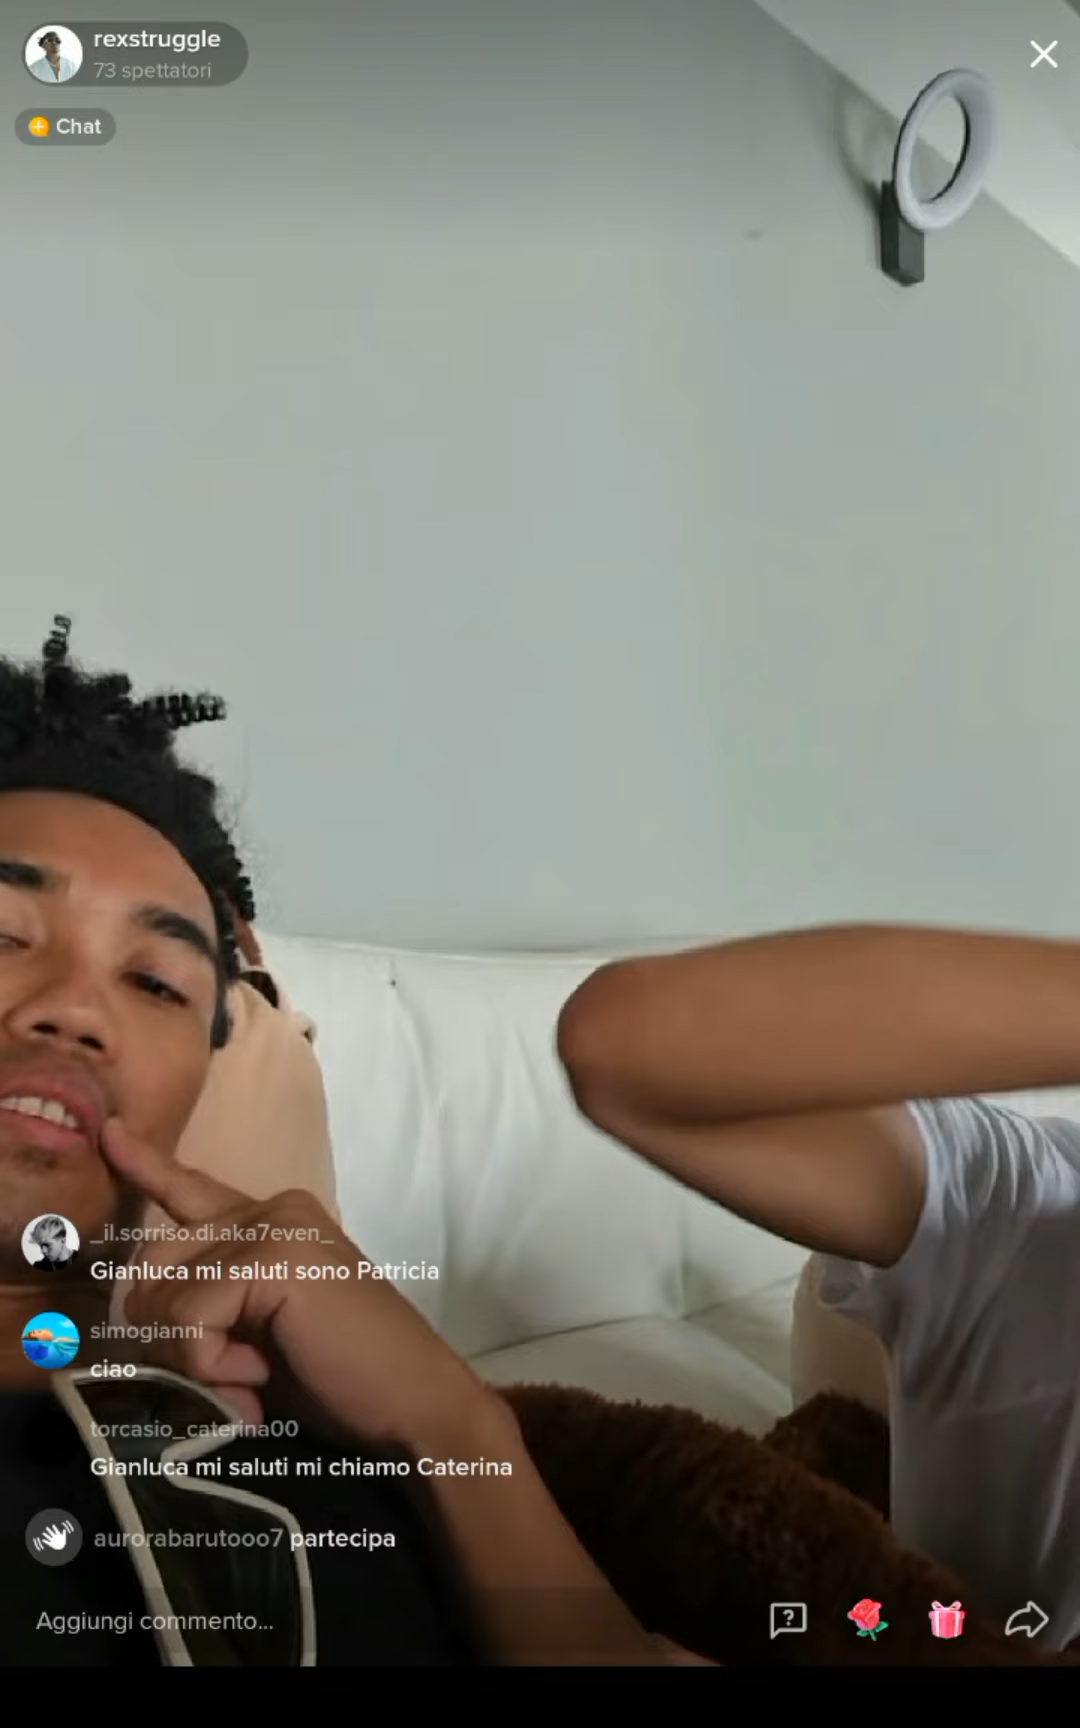 rexstruggle
73 spettatori
Chat
_il.sorriso.di.aka7even_
Gianluca mi saluti sono Patricia
simogianni
ciao
torcasio_caterina00
Gianluca mi saluti mi chiamo Caterina
aurorabarutooo7 partecipa
Aggiungi commento...